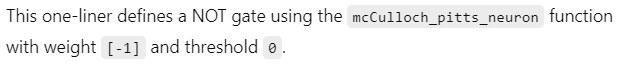 This one-liner defines a NOT gate using the mcCulloch_pitts_neuron function
with weight [-1] and threshold 0.